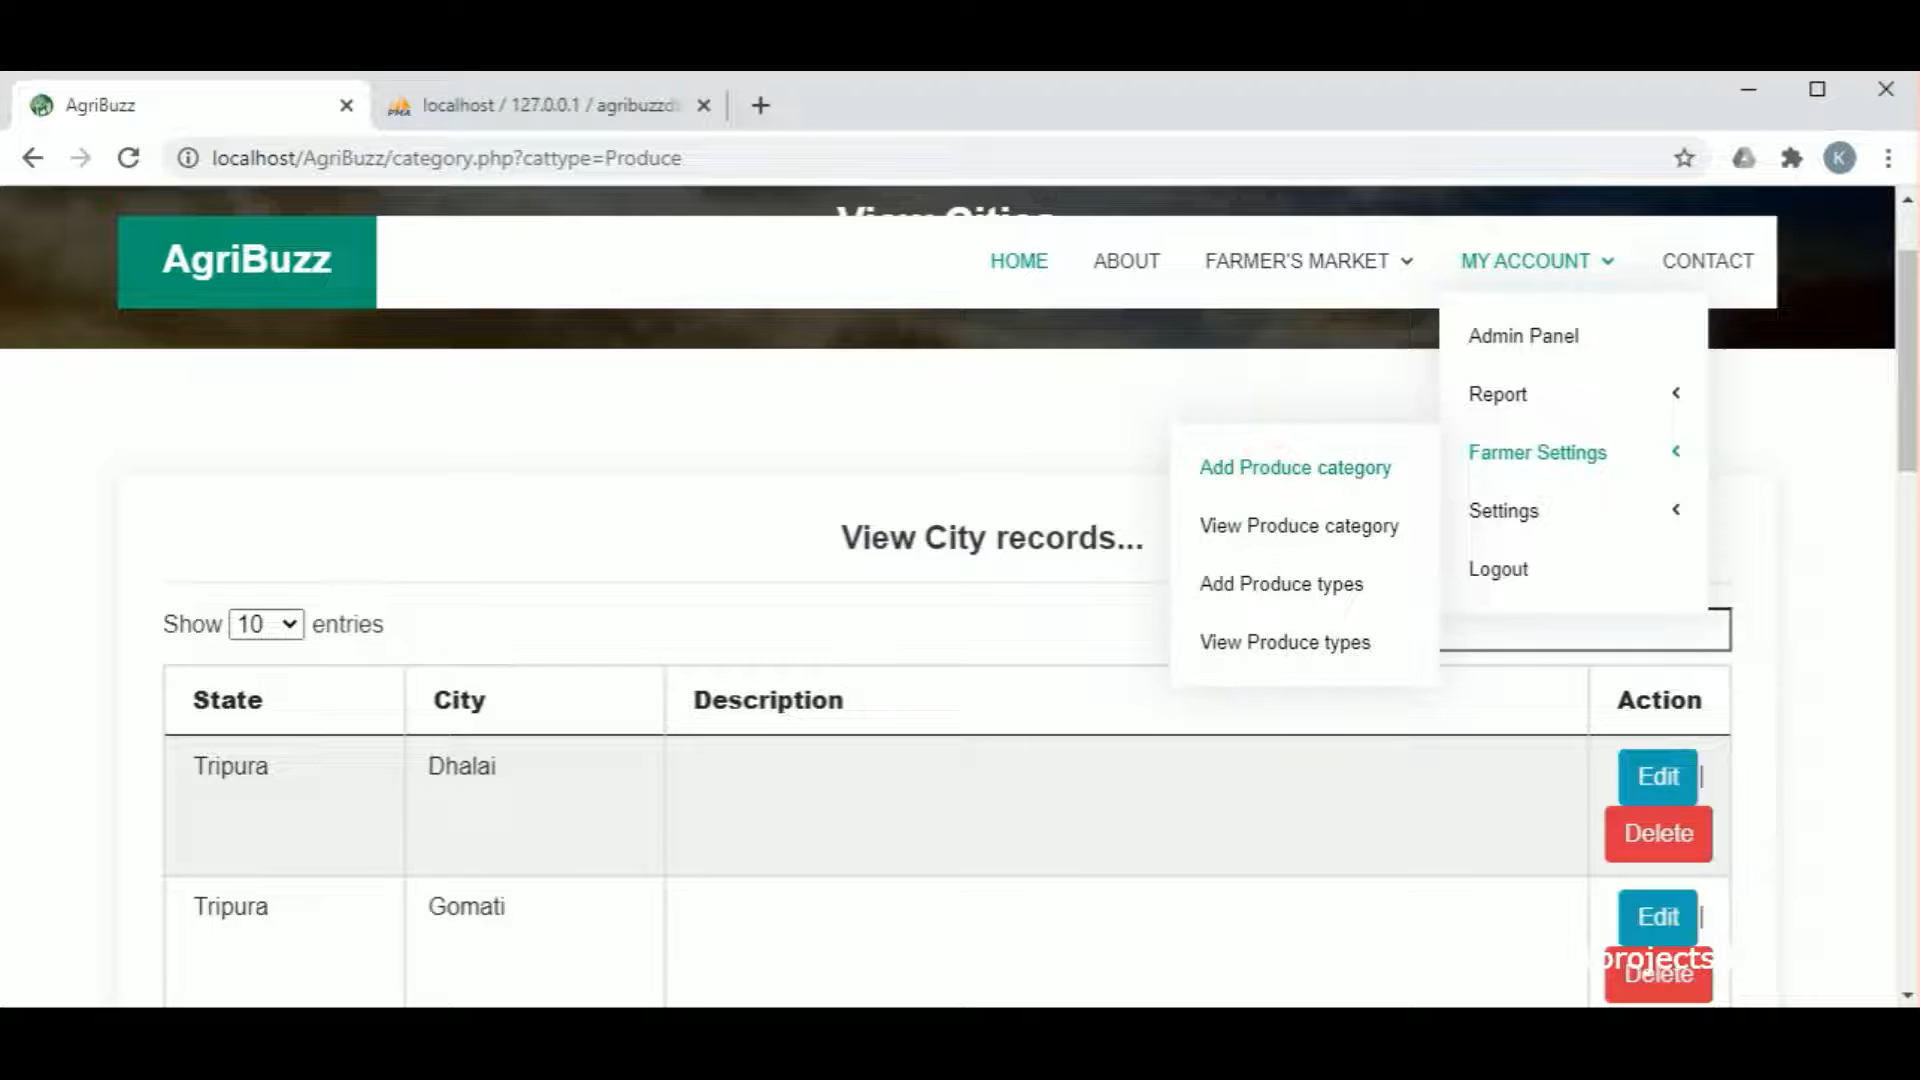 AgriBuzz
localhost / 127.0.0.1 / agribuzzd
localhost/AgriBuzz/category.php?cattype=Produce
K
View Cities
AgriBuzz
HOME
ABOUT
FARMER'S MARKET
MY ACCOUNT
CONTACT
Admin Panel
Report
Farmer Settings
Settings
Logout
Add Produce category
View Produce category
Add Produce types
View Produce types
View City records...
Show 10 entries
State City Description Action
Tripura Dhalai Edit |
Delete
Tripura Gomati Edit |
Delete
projects